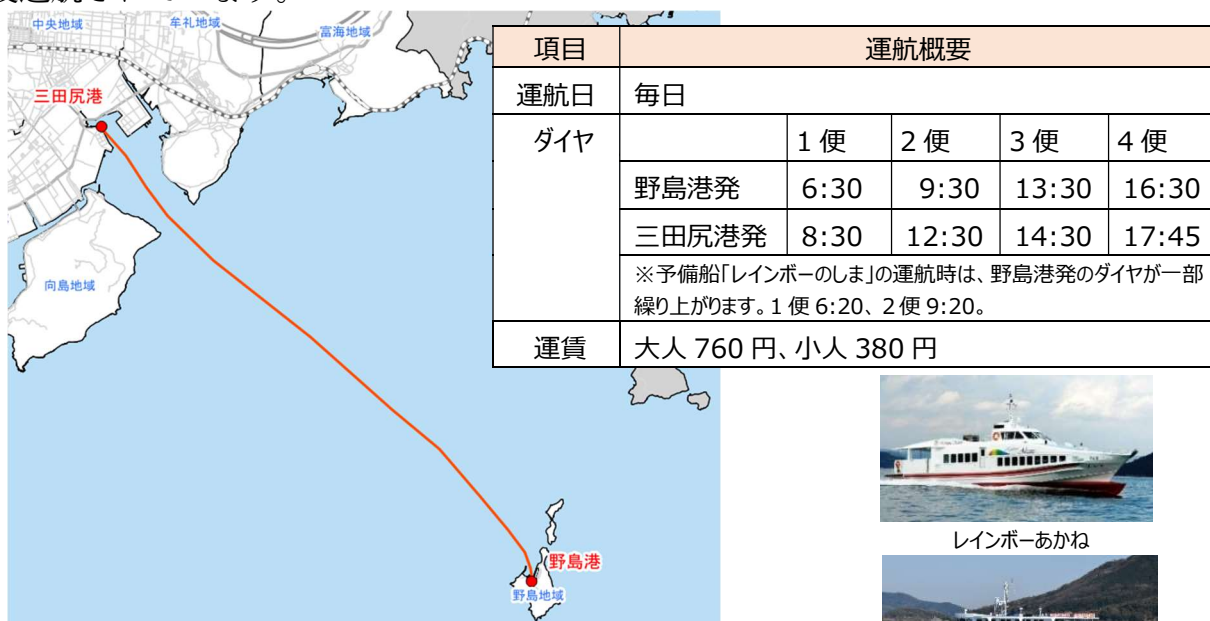 中央地域
牟礼地域
富海地域
三田尻港
向島地域
野島港
野島地域
項目 運航概要
運航日 毎日
ダイヤ 1便 2便 3便 4便
野島港発 6:30 9:30 13:30 16:30
三田尻港発 8:30 12:30 14:30 17:45
※予備船「レインボーのしま」の運航時は、野島港発のダイヤが一部
繰り上がります。1便6:20、2便9:20。
運賃 大人760円、小人380円
レインボーあかね